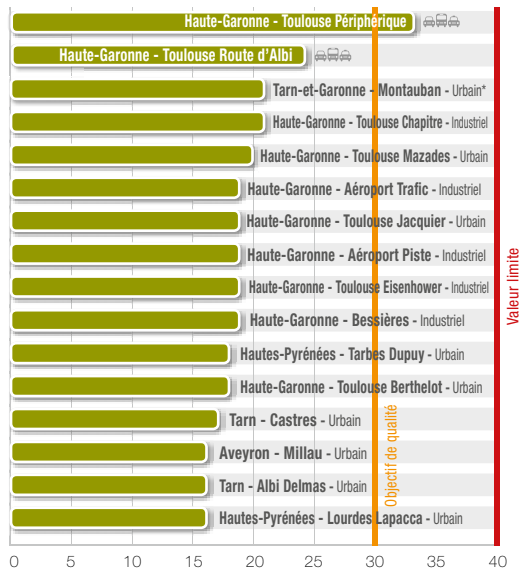 Haute-Garonne - Toulouse Périphérique
Haute-Garonne - Toulouse Route d'Albi
Tarn-et-Garonne - Montauban - Urbain*
Haute-Garonne - Toulouse Chapitre - Industriel
Haute-Garonne - Toulouse Mazades - Urbain
Haute-Garonne - Aéroport Trafic - Industriel
Haute-Garonne - Toulouse Jacquier - Urbain
Haute-Garonne - Aéroport Piste - Industriel
Haute-Garonne - Toulouse Eisenhower - Industriel
Haute-Garonne - Bessières - Industriel
Hautes-Pyrénées - Tarbes Dupuy - Urbain
Haute-Garonne - Toulouse Berthelot - Urbain
Tarn - Castres - Urbain
Aveyron - Millau - Urbain
Tarn - Albi Delmas - Urbain
Hautes-Pyrénées - Lourdes Lapacca - Urbain
Objectif de qualité
Valeur limite
0 5 10 15 20 25 30 35 40